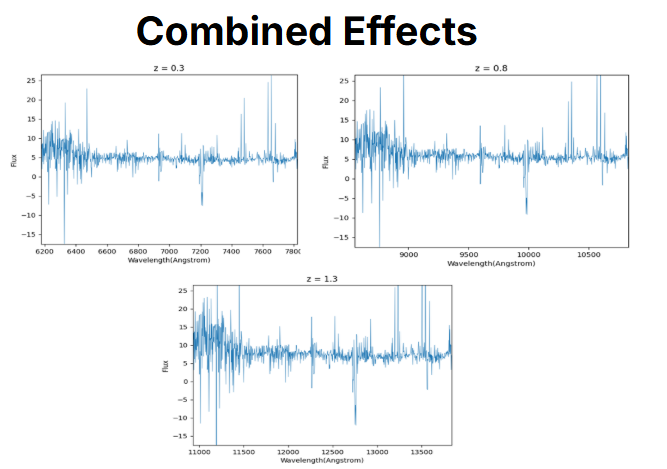 Combined Effects
z = 0.3
25
20
15
10
5
0
−5
−10
−15
Flux
6200 6400 6600 6800 7000 7200 7400 7600 780
Wavelength(Angstrom)
z = 0.8
25
20
15
10
5
0
−5
−10
−15
Flux
9000 9500 10000 10500
Wavelength(Angstrom)
z = 1.3
25
20
15
10
5
0
−5
−10
−15
Flux
11000 11500 12000 12500 13000 13500
Wavelength(Angstrom)